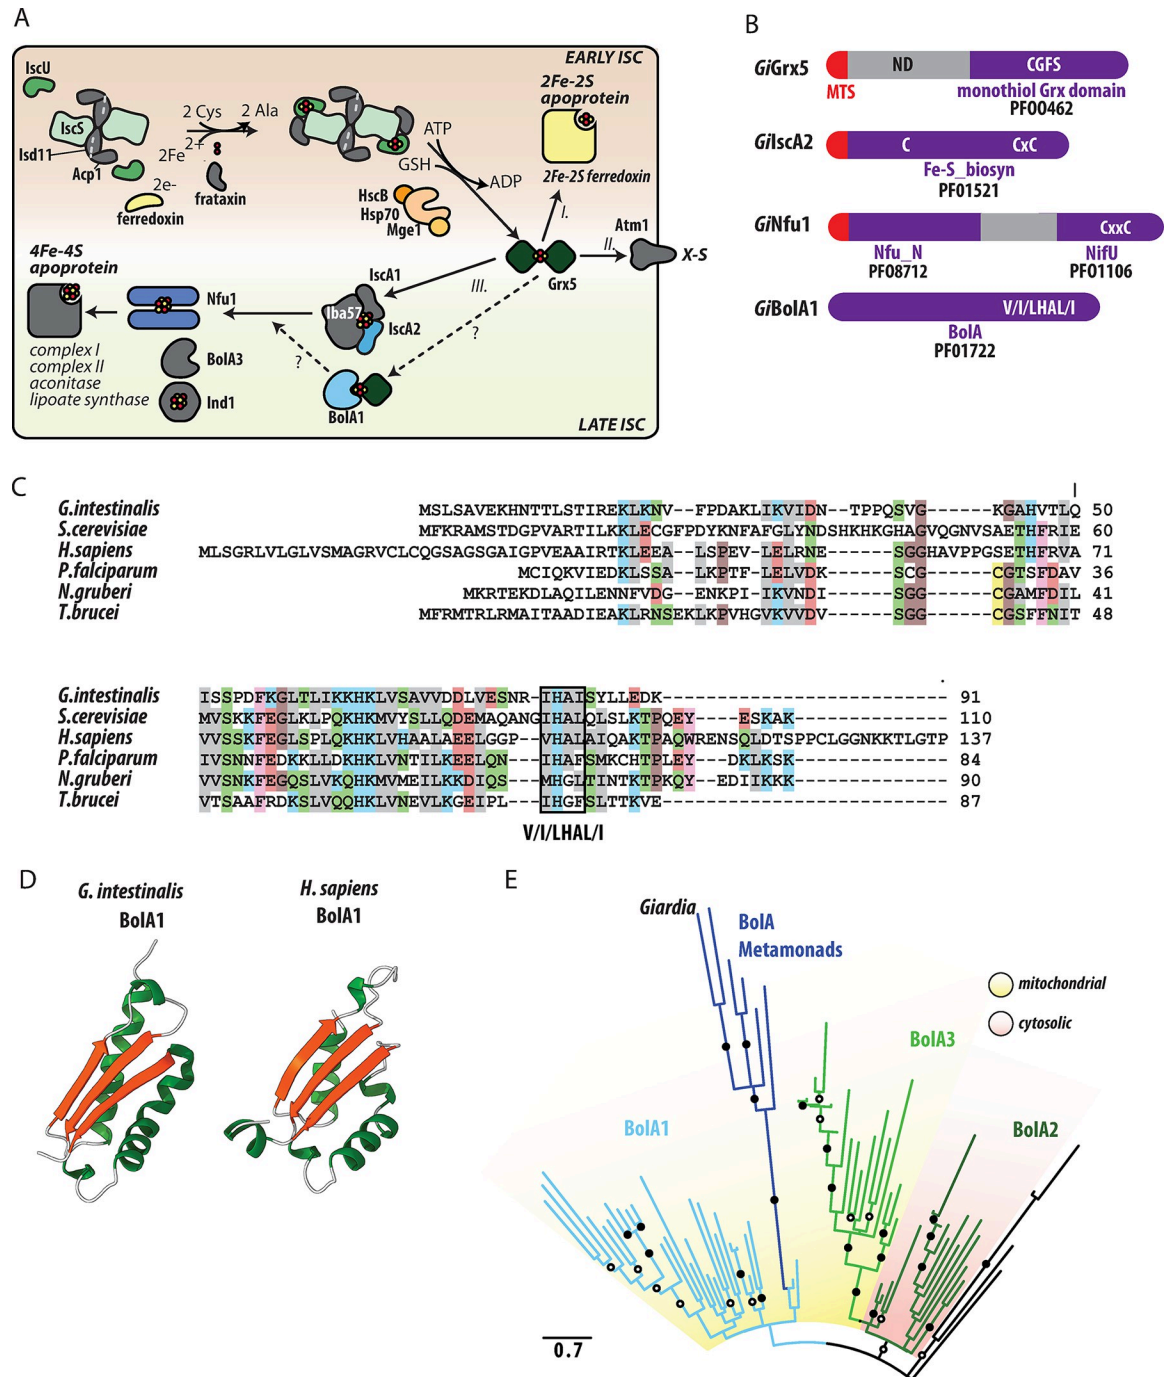 A
EARLY ISC
IscU
IscS
Isd11
Acp1
2 Cys
2 Ala
2Fe
2+
2e-
ferredoxin
frataxin
ATP
GSH
ADP
HscB
Hsp70
Mge1
2Fe-2S
apoprotein
2Fe-2S ferredoxin
I.
II.
III.
Atm1
X-S
Grx5
IscA1
Iba57
IscA2
?
?
BolA1
4Fe-4S
apoprotein
Nfu1
BolA3
Ind1
complex I
complex II
aconitase
lipoate synthase
LATE ISC
B
GiGrx5
ND
CGFS
MTS
monothiol Grx domain
PF00462
GiIscA2
C
CxC
Fe-S_biosyn
PF01521
GiNfu1
CxxC
Nfu_N
NifU
PF08712
PF01106
GiBolA1
V/I/LHAL/I
BolA
PF01722
C
G.intestinalis MSLSAVEKHNTTLSTIREKLKNV--FPDAKLIKVIDN--TPPQSVG------KGAHVTLQ 50
S.cerevisiae MFKRAMSTDGPVARTILKKLECGFPDYKNFAFGLYNDSHKHKGHAGVQGNVSAETHFRIE 60
H.sapiens MLSGRLVLGLVSMAGRVCLCQGSAGSGAIGPVEAAIRTKLEEA--LSPEV-LELRNE------SGGHAVPPGSETHFRVA 71
P.falciparum MCIQKVIEDKLSSA--LKPTF-LELVDK------SCG------CGTSFDAV 36
N.gruberi MKRTEKDLAQILENNFVDG--ENKPI-IKVNDI------SGG------CGAMFDIL 41
T.brucei MFRMTRLRMAITAADIEAKLRNSEKLKPVHGVKVVDV------SGG------CGSFFNIT 48
G.intestinalis ISSPDFKGLTLIKKHKLVSAVVDDLVESNR-IHAISYLLEDK-------------------------- 91
S.cerevisiae MVSKKFEGLKLPQKHKMVYSLLQDEMAQANGIHALQLSLKTPQEY----ESKAK-------------- 110
H.sapiens VVSSKFEGLSPLQKHKLVHAALAEELGGP-VHALAIQAKTPAQWRENSQLDTSPPCLGGNKKTLGTP 137
P.falciparum IVSNNFEDKKLLDKHKLVNTILKEELQN---IHAFSMKCHTPLEY----DKLKSK-------------- 84
N.gruberi VVSNKFEGQSLVKQHKMVMEILKKDIQS---MHGLTINTKTPKQY---EDIIKKK-------------- 90
T.brucei VTSAAFRDKSLVQQHKLVNEVLKGEIPL---IHGFSLTTKVE-------------------------- 87
V/I/LHAL/I
D
G. intestinalis
BolA1
H. sapiens
BolA1
E
Giardia
BolA
Metamonads
mitochondrial
cytosolic
BolA3
BolA1
BolA2
0.7